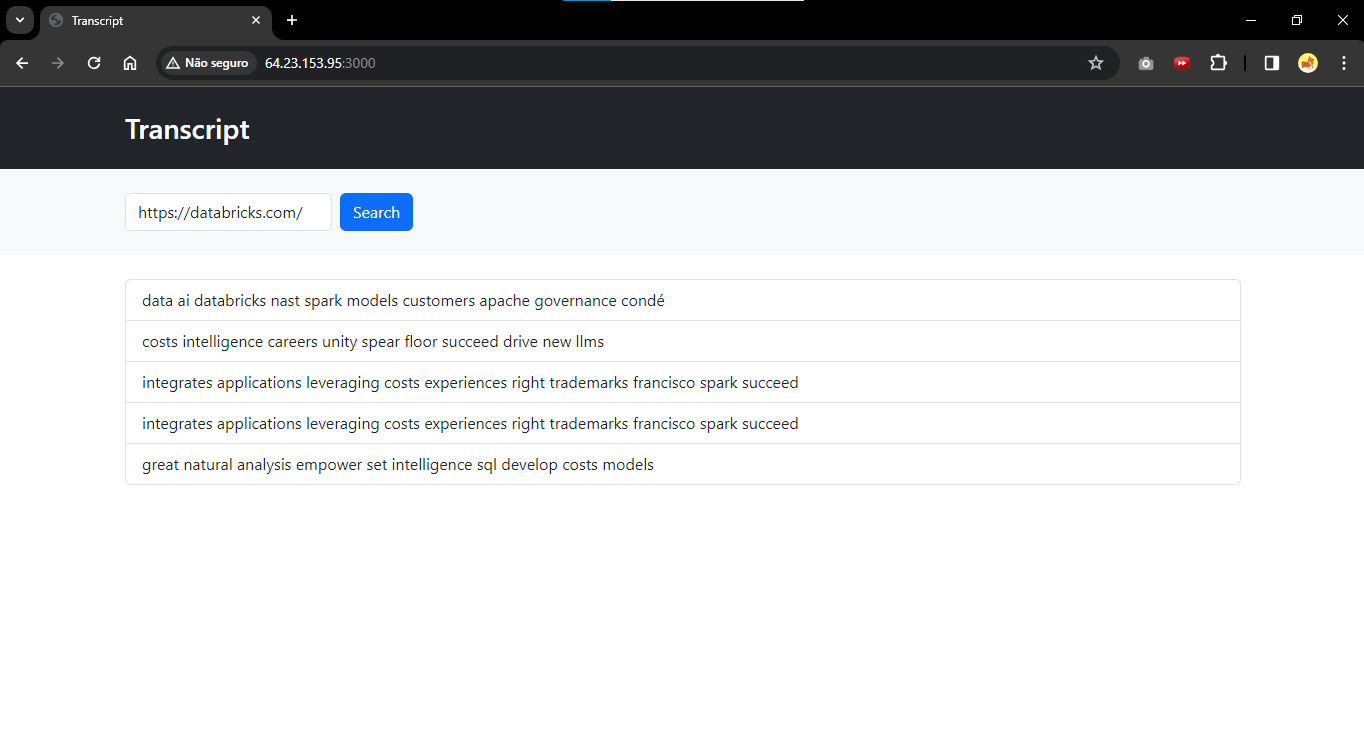 Transcript
Não seguro 64.23.153.95:3000
Transcript
https://databricks.com/ Search
data ai databricks nast spark models customers apache governance condé
costs intelligence careers unity spear floor succeed drive new llms
integrates applications leveraging costs experiences right trademarks francisco spark succeed
integrates applications leveraging costs experiences right trademarks francisco spark succeed
great natural analysis empower set intelligence sql develop costs models